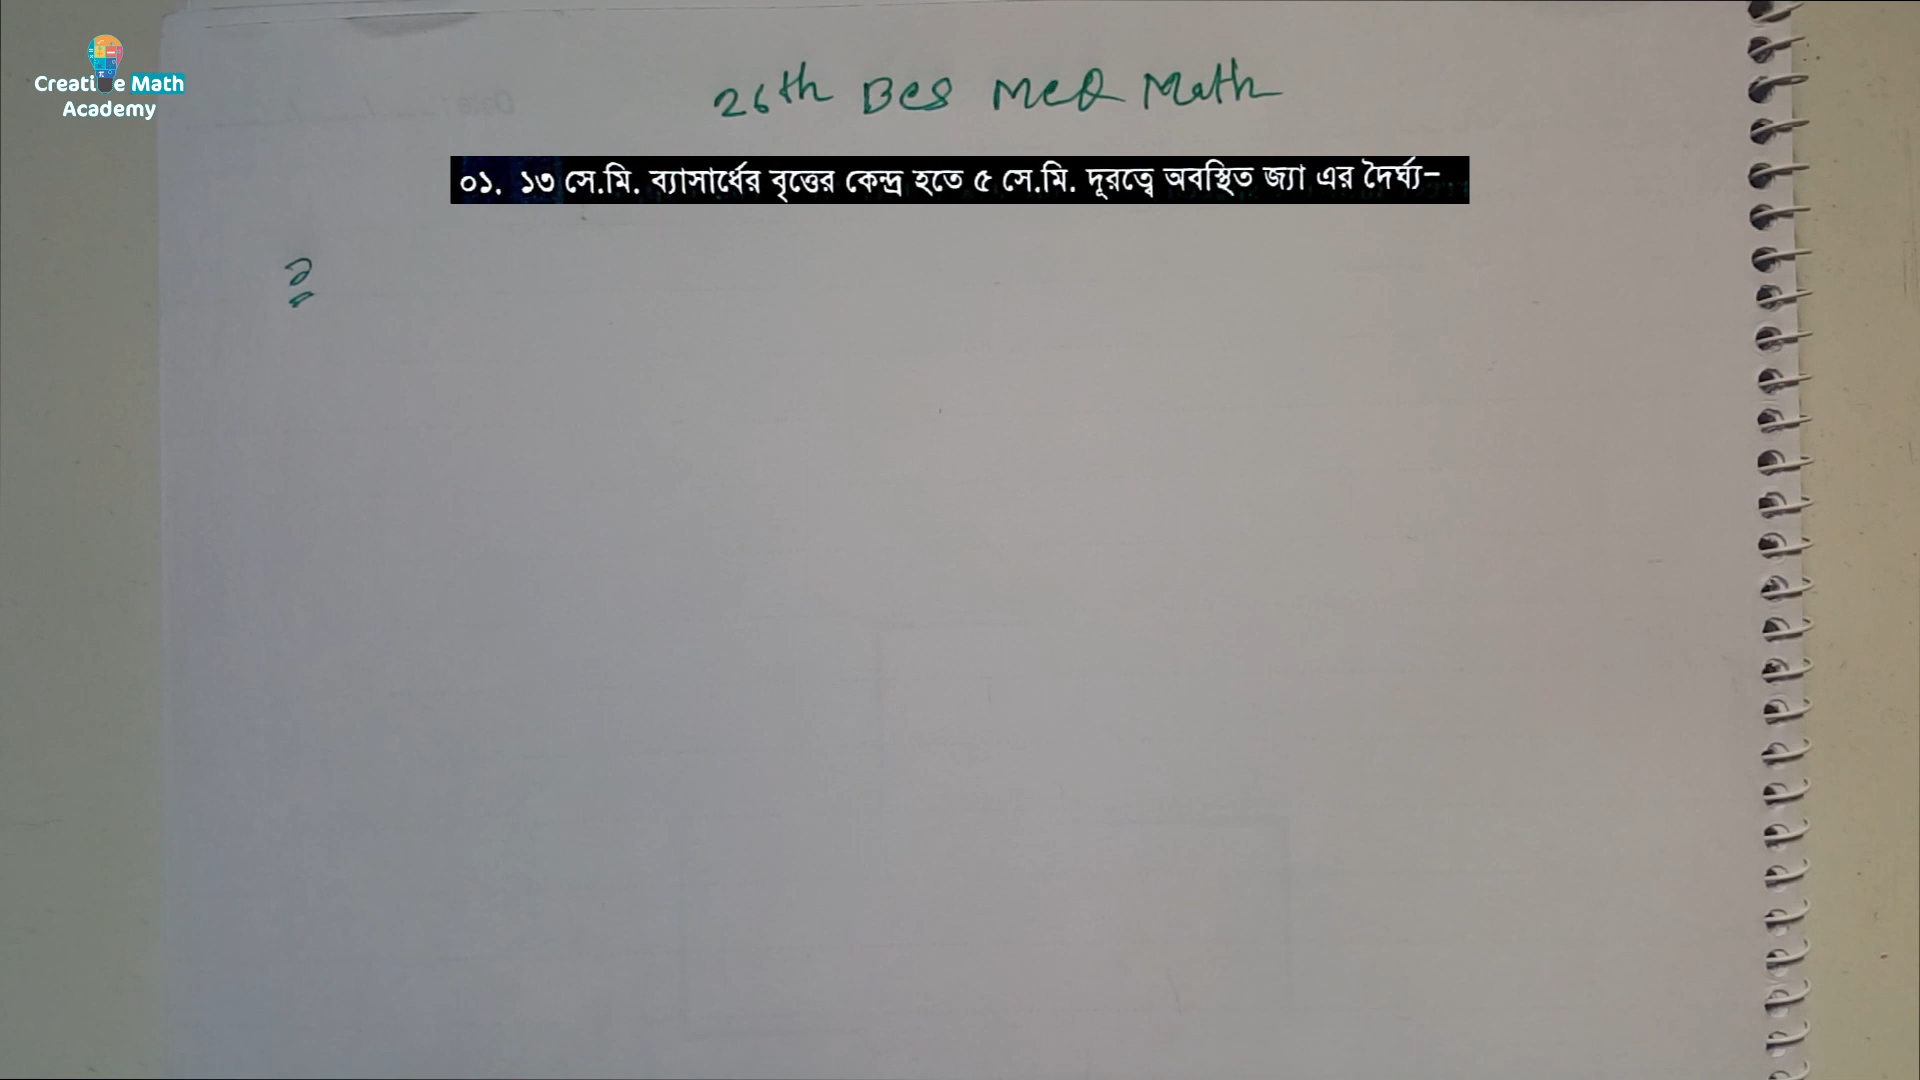 Creative Math
Academy
26th Bcs McQ Math
০১. ১৩ সে.মি. ব্যাসার্ধের বৃত্তের কেন্দ্র হতে ৫ সে.মি. দূরত্বে অবস্থিত জ্যা এর দৈর্ঘ্য–